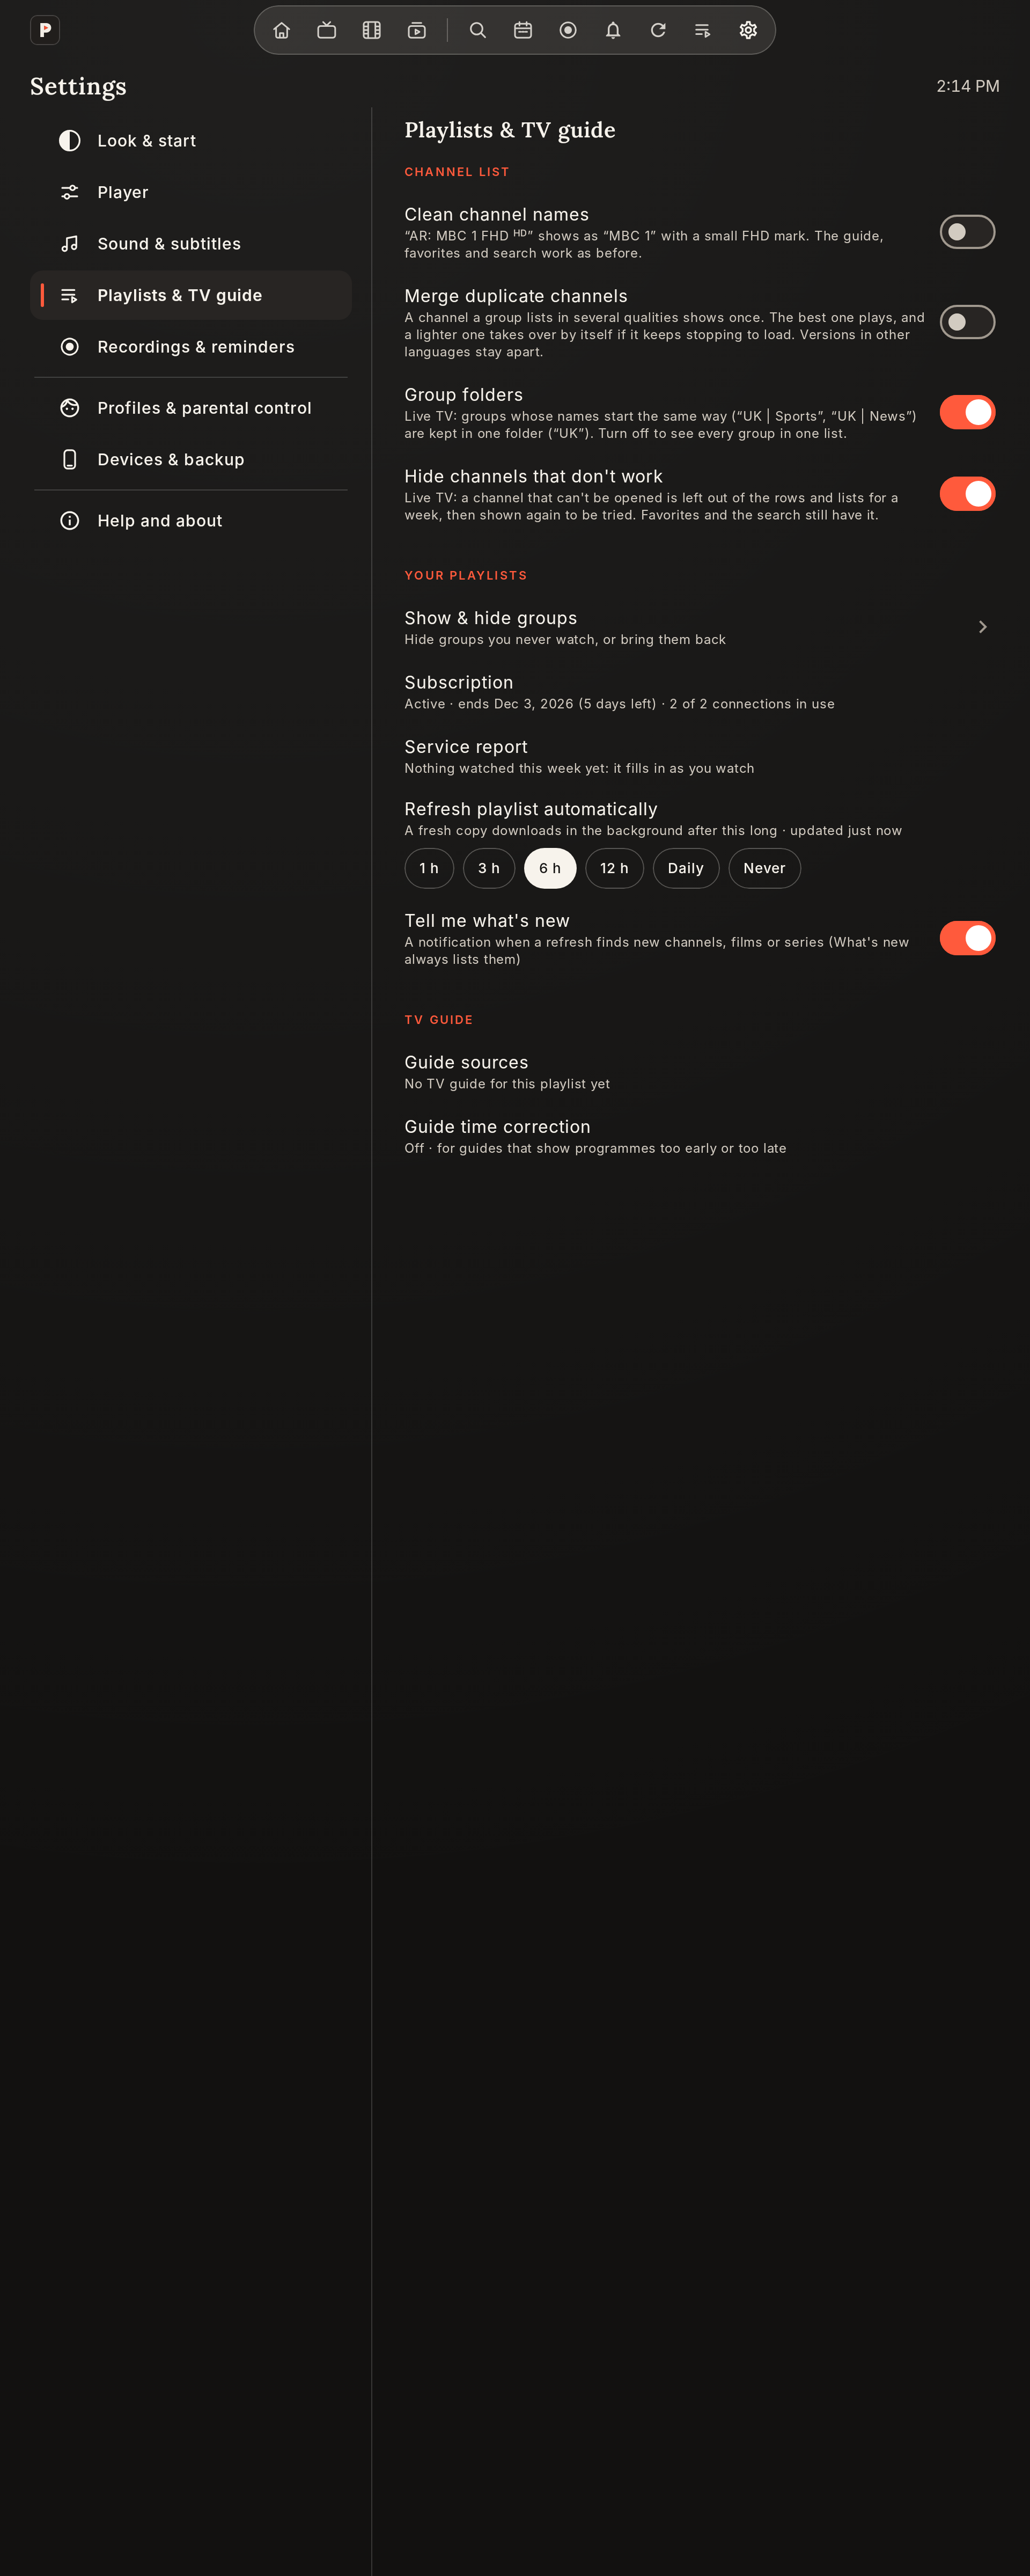 P
Settings
2:14 PM
Look & start
Player
Sound & subtitles
Playlists & TV guide
Recordings & reminders
Profiles & parental control
Devices & backup
Help and about
Playlists & TV guide
CHANNEL LIST
Clean channel names
“AR: MBC 1 FHD ᴴᴰ” shows as “MBC 1” with a small FHD mark. The guide,
favorites and search work as before.
Merge duplicate channels
A channel a group lists in several qualities shows once. The best one plays, and
a lighter one takes over by itself if it keeps stopping to load. Versions in other
languages stay apart.
Group folders
Live TV: groups whose names start the same way (“UK | Sports”, “UK | News”)
are kept in one folder (“UK”). Turn off to see every group in one list.
Hide channels that don't work
Live TV: a channel that can't be opened is left out of the rows and lists for a
week, then shown again to be tried. Favorites and the search still have it.
YOUR PLAYLISTS
Show & hide groups
Hide groups you never watch, or bring them back
Subscription
Active · ends Dec 3, 2026 (5 days left) · 2 of 2 connections in use
Service report
Nothing watched this week yet: it fills in as you watch
Refresh playlist automatically
A fresh copy downloads in the background after this long · updated just now
1 h 3 h 6 h 12 h Daily Never
Tell me what's new
A notification when a refresh finds new channels, films or series (What's new
always lists them)
TV GUIDE
Guide sources
No TV guide for this playlist yet
Guide time correction
Off · for guides that show programmes too early or too late